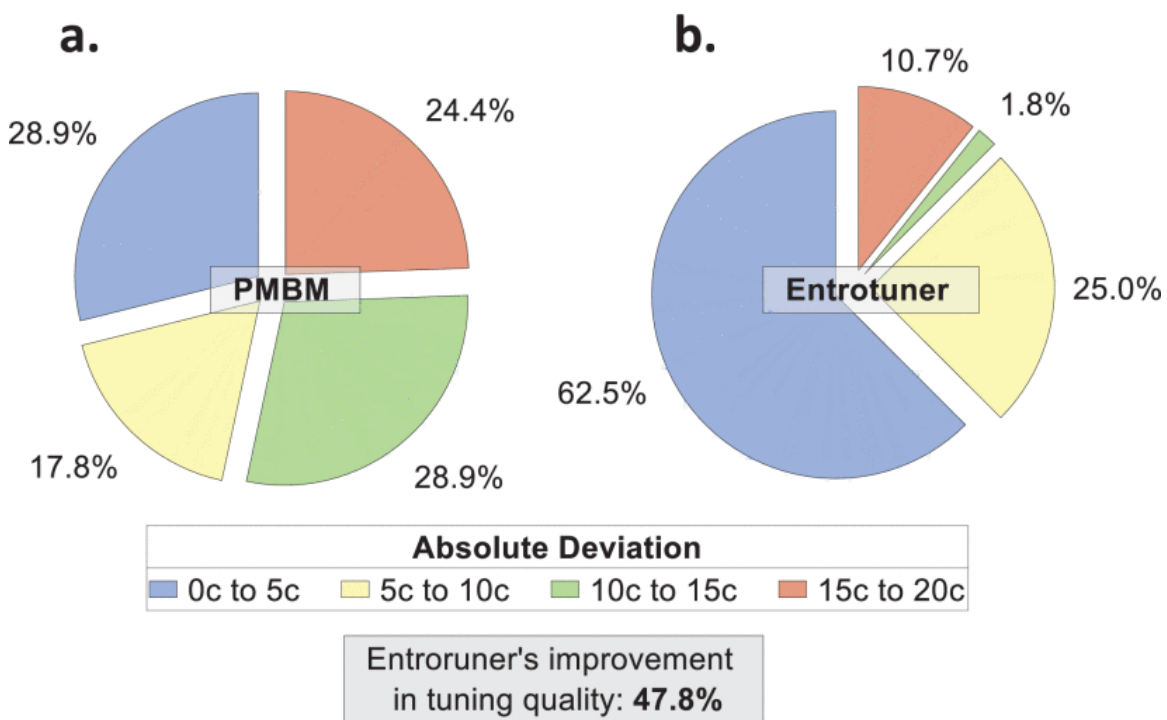 a.
b.
28.9%
24.4%
17.8%
28.9%
PMBM
10.7%
1.8%
25.0%
62.5%
Entrotuner
Absolute Deviation
0c to 5c 5c to 10c 10c to 15c 15c to 20c
Entroruner's improvement
in tuning quality: 47.8%